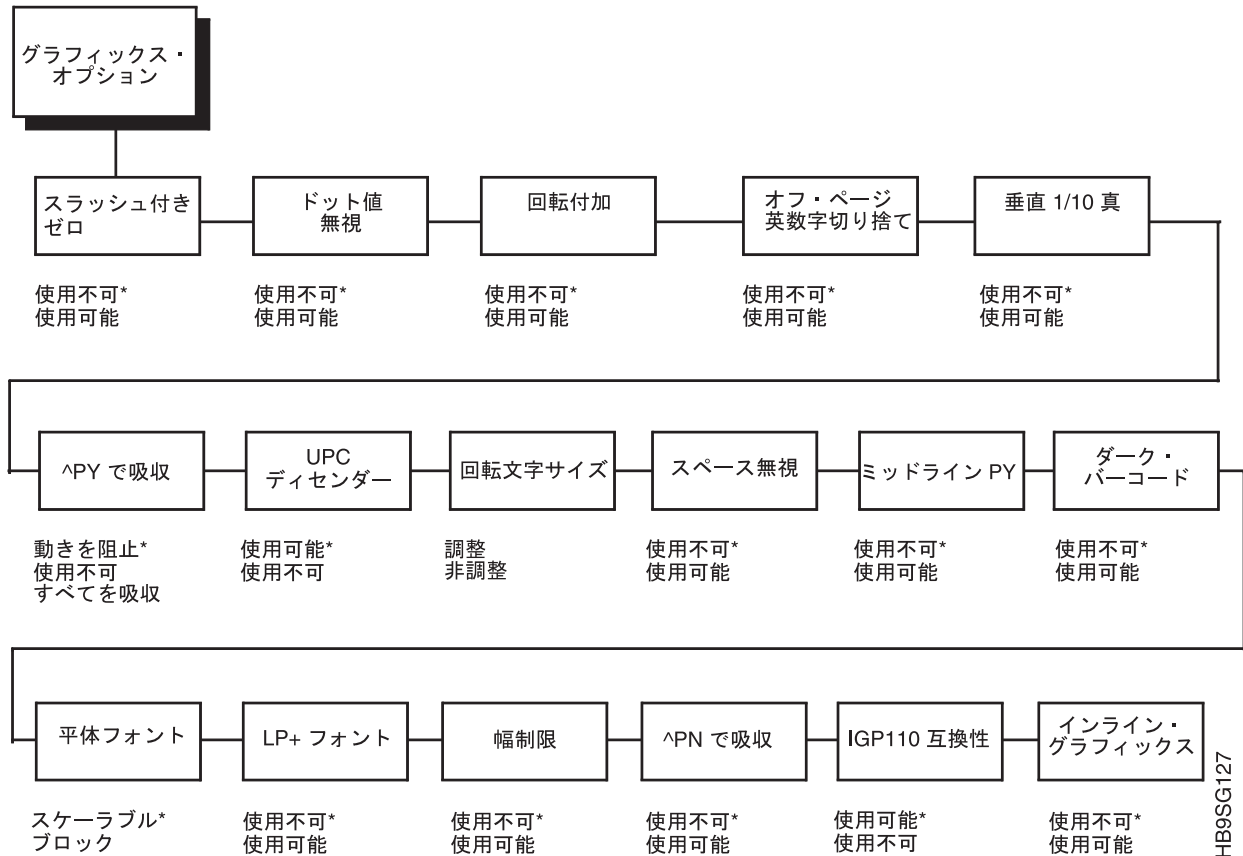 グラフィックス・
オプション
スラッシュ付き
ゼロ
使用不可*
使用可能
ドット値
無視
使用不可*
使用可能
回転付加
使用不可*
使用可能
オフ・ページ
英数字切り捨て
使用不可*
使用可能
垂直 1/10 真
使用不可*
使用可能
^PY で吸収
動きを阻止*
使用不可
すべてを吸収
UPC
ディセンダー
使用可能*
使用不可
回転文字サイズ
調整
非調整
スペース無視
使用不可*
使用可能
ミッドライン PY
使用不可*
使用可能
ダーク・
バーコード
使用不可*
使用可能
平体フォント
スケーラブル*
ブロック
LP+ フォント
使用不可*
使用可能
幅制限
使用不可*
使用可能
^PN で吸収
使用不可*
使用可能
IGP110 互換性
使用可能*
使用不可
インライン・
グラフィックス
使用不可*
使用可能
HB9SG127